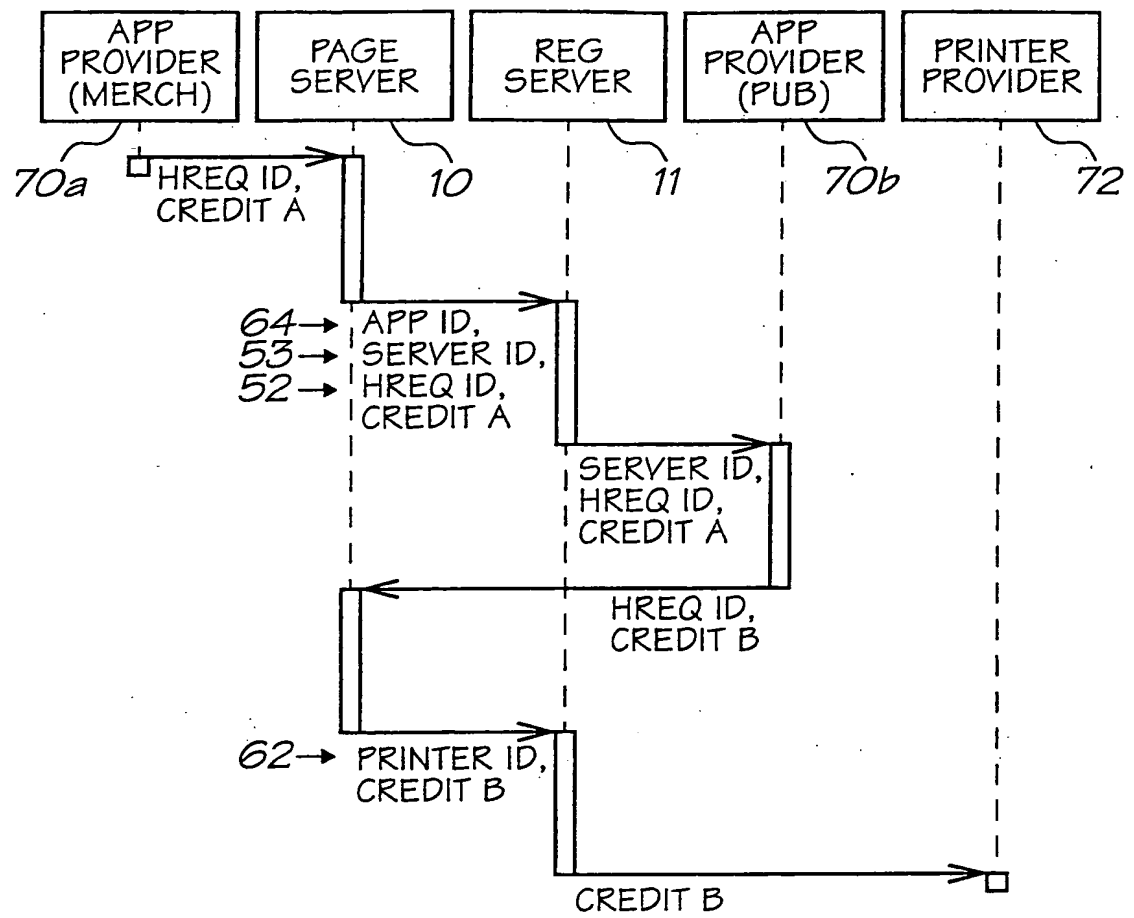 APP
PROVIDER
(MERCH)
PAGE
SERVER
REG
SERVER
APP
PROVIDER
(PUB)
PRINTER
PROVIDER
70a
10
11
70b
72
HREQ ID,
CREDIT A
64 → APP ID,
53 → SERVER ID,
52 → HREQ ID,
CREDIT A
SERVER ID,
HREQ ID,
CREDIT A
HREQ ID,
CREDIT B
62 → PRINTER ID,
CREDIT B
CREDIT B